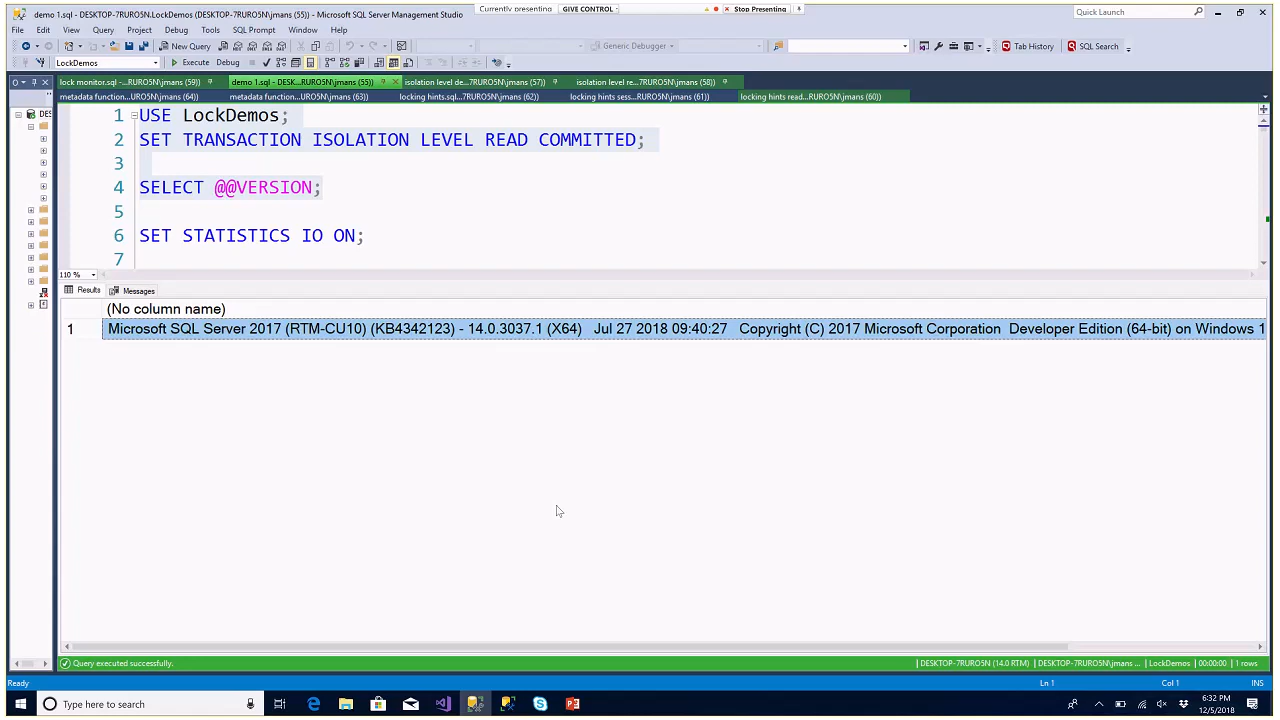 demo 1.sql - DESKTOP-7RURO5N.LockDemos (DESKTOP-7RURO5N\jmans (55)) - Microsoft SQL Server Management Studio
Currently presenting
GIVE CONTROL
Stop Presenting
Quick Launch
File Edit View Query Project Debug Tools SQL Prompt Window Help
New Query
Generic Debugger
Tab History
SQL Search
LockDemos
Execute
Debug
lock monitor.sql -...RURO5N\jmans (59))
demo 1.sql - DESK...RURO5N\jmans (55))
isolation level de...7RURO5N\jmans (57))
isolation level re...7RURO5N\jmans (58))
metadata function...URO5N\jmans (64))
metadata function...URO5N\jmans (63))
locking hints.sql...7RURO5N\jmans (62))
locking hints sess...RURO5N\jmans (61))
locking hints read...RURO5N\jmans (60))
DES
1 USE LockDemos;
2 SET TRANSACTION ISOLATION LEVEL READ COMMITTED;
3
4 SELECT @@VERSION;
5
6 SET STATISTICS IO ON;
7
110 %
Results
Messages
(No column name)
1 Microsoft SQL Server 2017 (RTM-CU10) (KB4342123) - 14.0.3037.1 (X64) Jul 27 2018 09:40:27 Copyright (C) 2017 Microsoft Corporation Developer Edition (64-bit) on Windows 1
Query executed successfully.
DESKTOP-7RURO5N (14.0 RTM)
DESKTOP-7RURO5N\jmans ...
LockDemos
00:00:00
1 rows
Ready
Ln 1
Col 1
INS
Type here to search
6:32 PM
12/5/2018